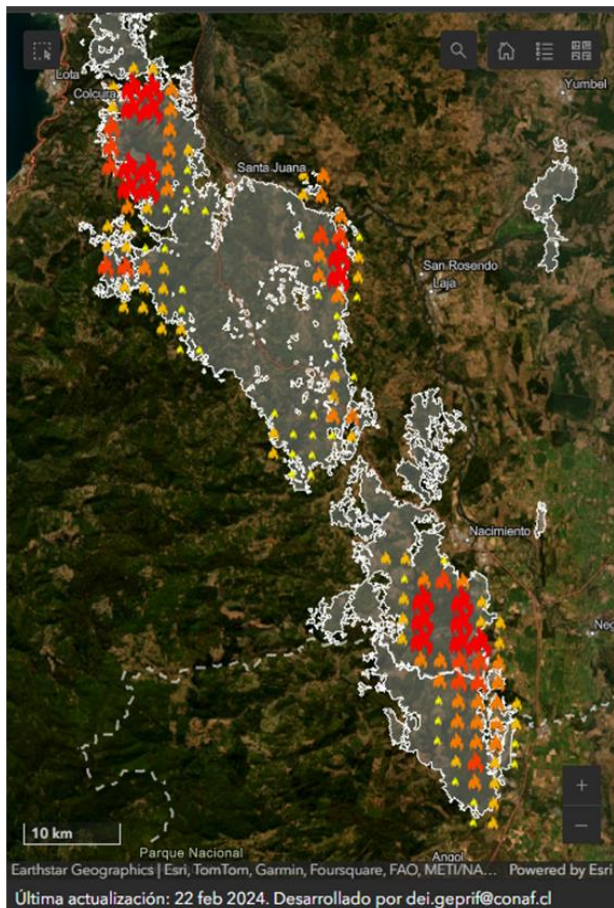 Lota
Colcura
Yumbel
Santa Juana
San Rosendo
Laja
Nacimiento
Neg
10 km
Parque Nacional
Angol
Earthstar Geographics | Esri, TomTom, Garmin, Foursquare, FAO, METI/NA... Powered by Esri
Última actualización: 22 feb 2024. Desarrollado por dei.geprif@conaf.cl